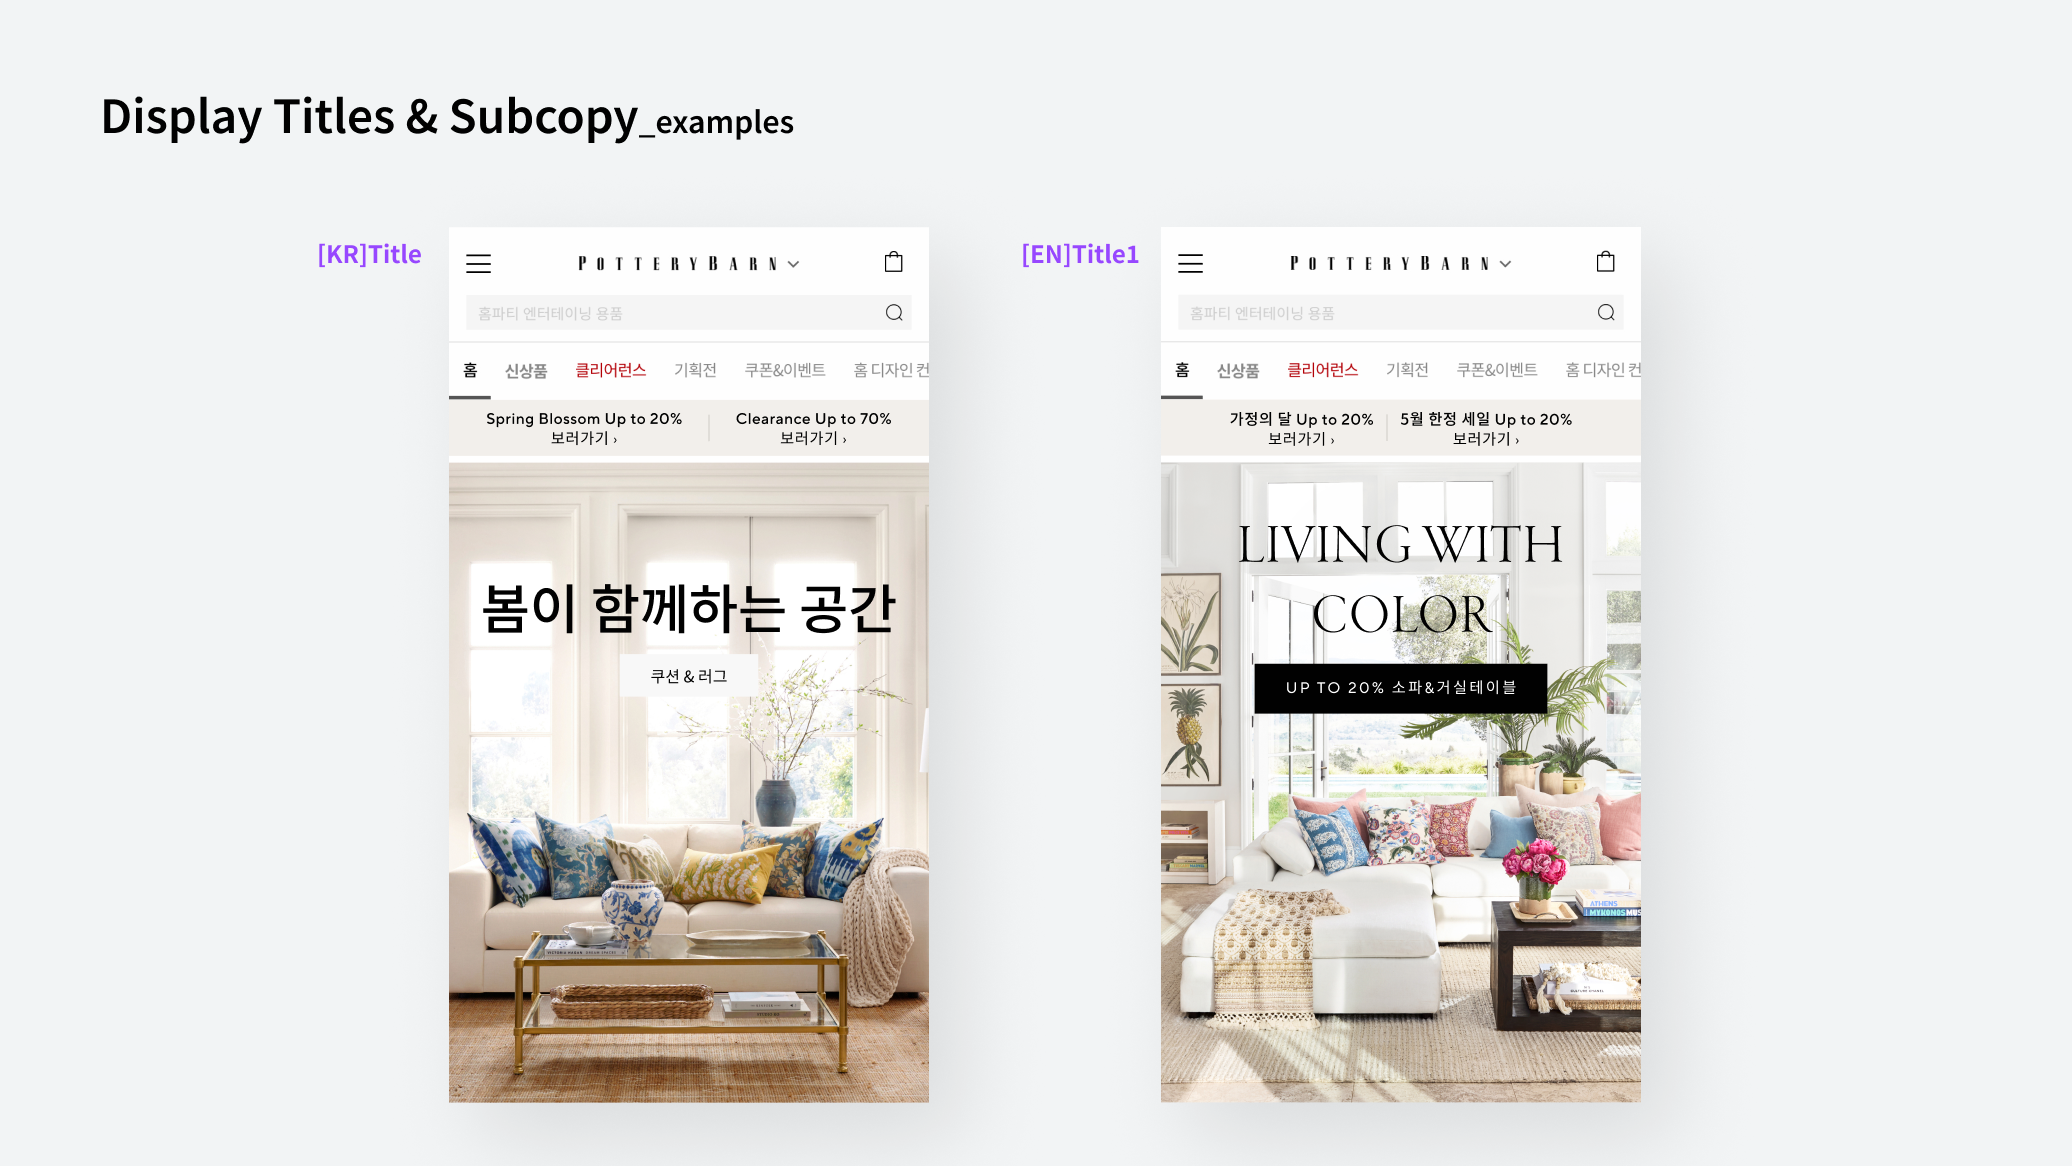 Display Titles & Subcopy_examples
[KR]Title
POTTERY BARN
홈파티 엔터테이닝 용품
홈 신상품 클리어런스 기획전 쿠폰&이벤트 홈 디자인 컨
Spring Blossom Up to 20%
보러가기 ›
Clearance Up to 70%
보러가기 ›
봄이 함께하는 공간
쿠션 & 러그
[EN]Title1
POTTERY BARN
홈파티 엔터테이닝 용품
홈 신상품 클리어런스 기획전 쿠폰&이벤트 홈 디자인 컨
가정의 달 Up to 20%
보러가기 ›
5월 한정 세일 Up to 20%
보러가기 ›
LIVING WITH
COLOR
UP TO 20% 소파&거실테이블
ATHENS
MYKONOS